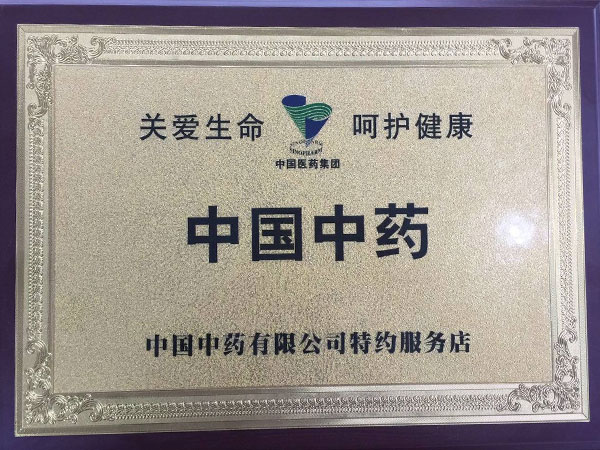 关爱生命 呵护健康
SINOPHARM
中国医药集团
中国中药
中国中药有限公司特约服务店